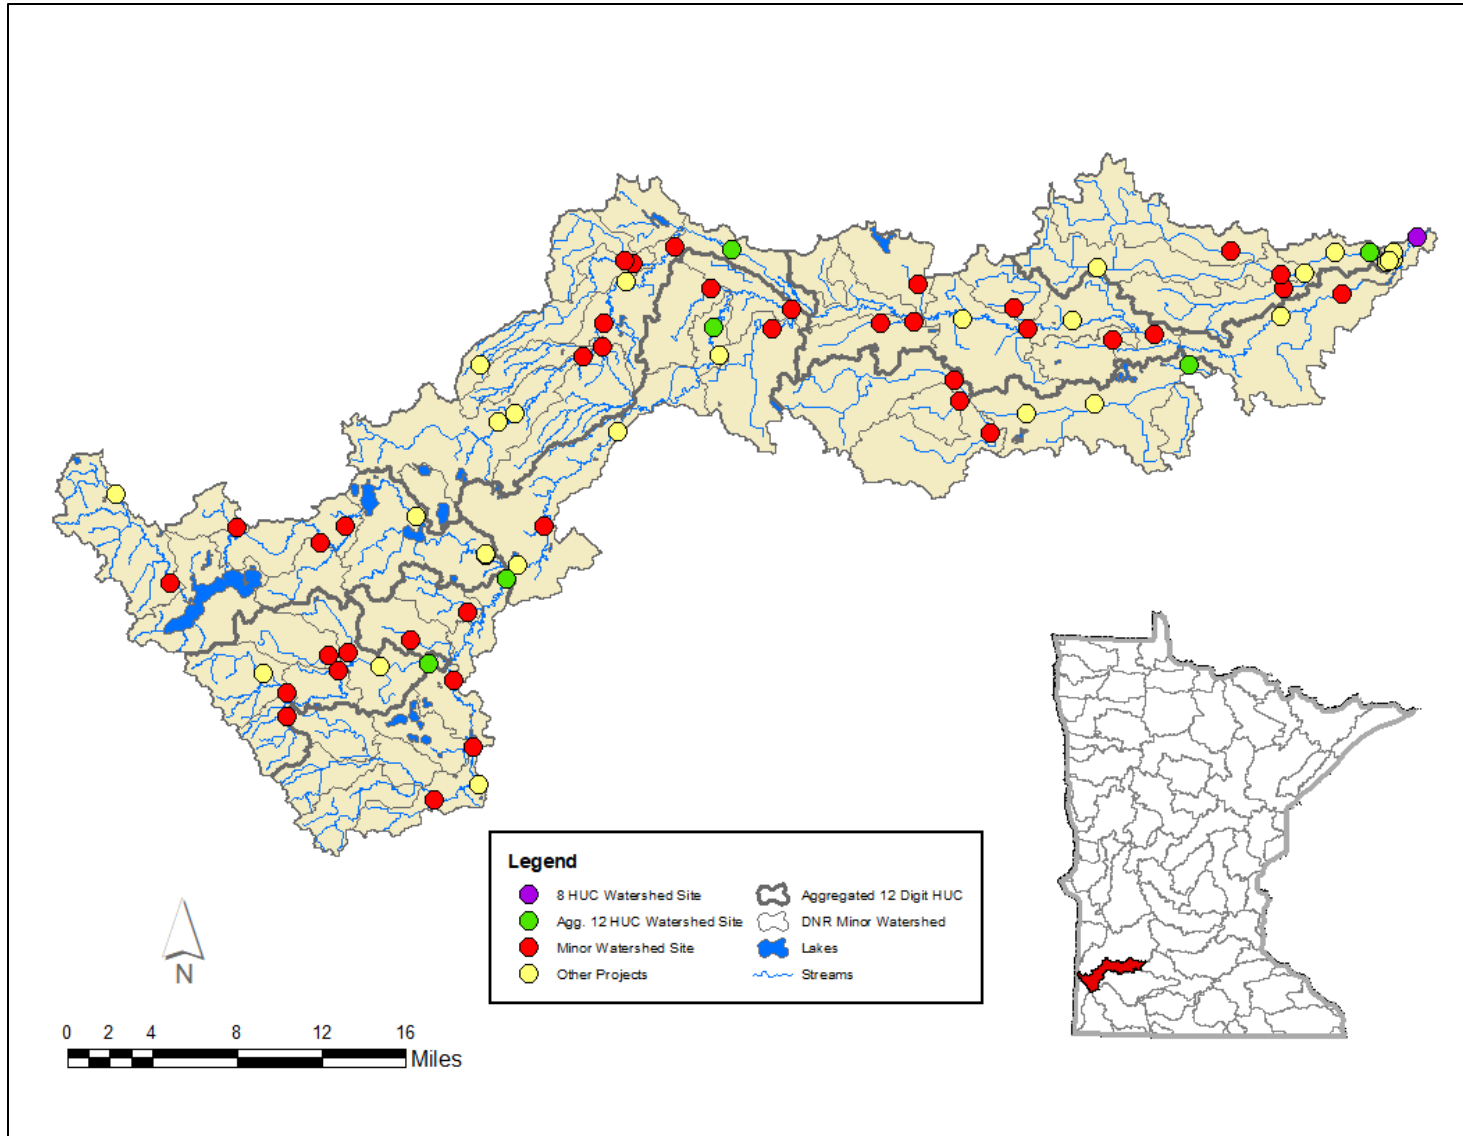 Legend
8 HUC Watershed Site
Aggregated 12 Digit HUC
Agg. 12 HUC Watershed Site
DNR Minor Watershed
Minor Watershed Site
Lakes
Other Projects
Streams
N
0 2 4 8 12 16
Miles